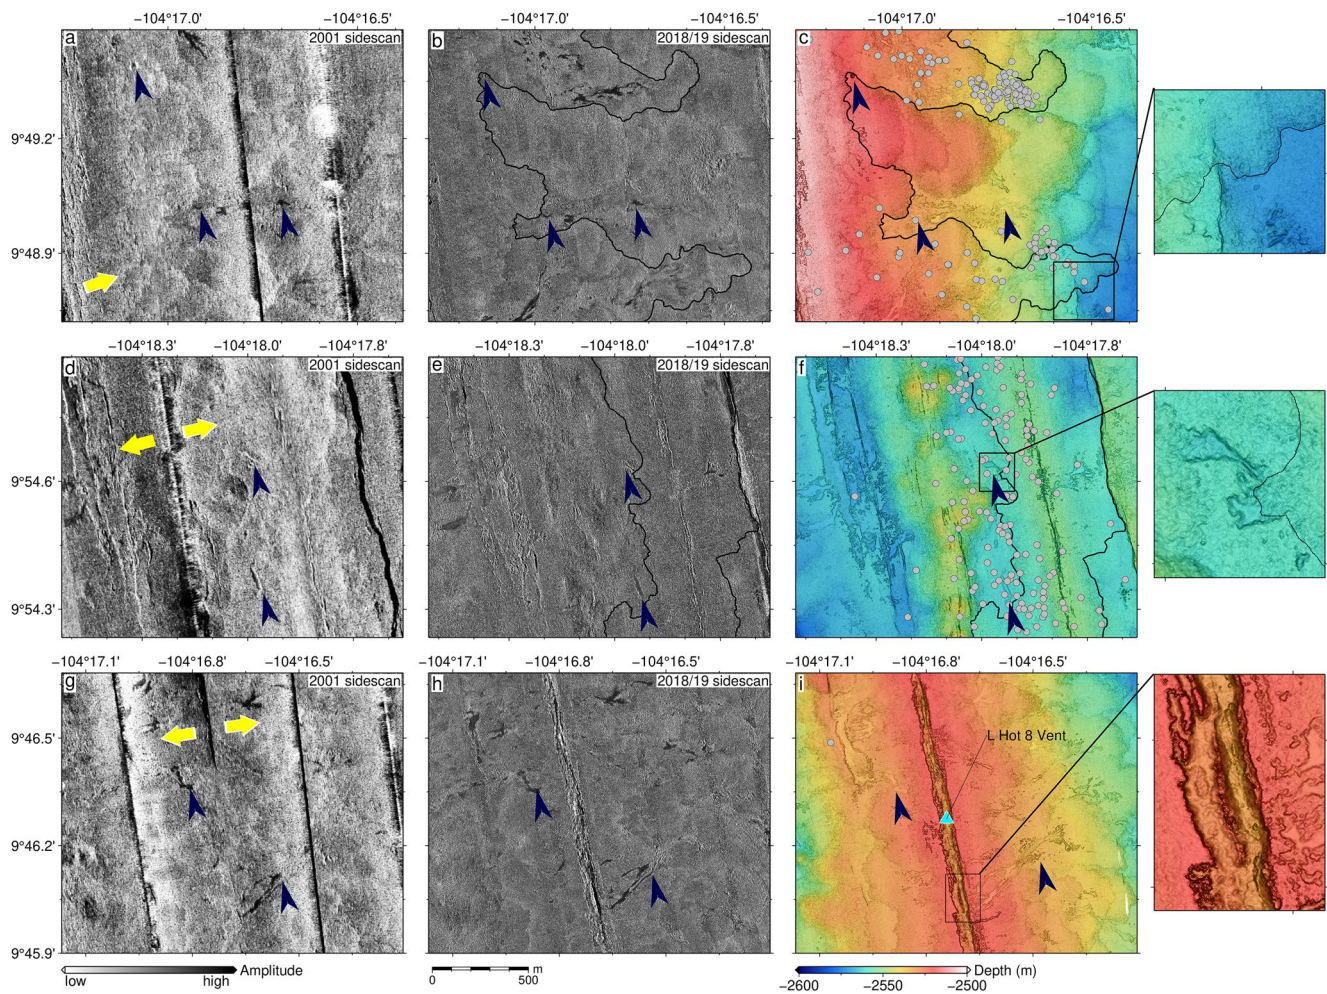 −104°17.0' −104°16.5' −104°17.0' −104°16.5' −104°17.0' −104°16.5'
a 2001 sidescan b 2018/19 sidescan c
9°49.2'
9°48.9'
−104°18.3' −104°18.0' −104°17.8' −104°18.3' −104°18.0' −104°17.8' −104°18.3' −104°18.0' −104°17.8'
d 2001 sidescan e 2018/19 sidescan f
9°54.6'
9°54.3'
−104°17.1' −104°16.8' −104°16.5' −104°17.1' −104°16.8' −104°16.5' −104°17.1' −104°16.8' −104°16.5'
g 2001 sidescan h 2018/19 sidescan i
9°46.5'
L Hot 8 Vent
9°46.2'
9°45.9'
Amplitude
low high
m
0 500
Depth (m)
−2600 −2550 −2500